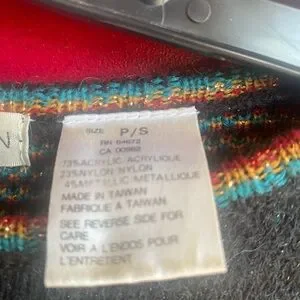 SIZE P/S
RN 54672
CA 00982
73% ACRYLIC ACRYLIQUE
23% NYLON NYLON
4% METALLIC METALLIQUE
MADE IN TAIWAN
FABRIQUE A TAIWAN
SEE REVERSE SIDE FOR
CARE
VOIR A L'ENDOS POUR
L'ENTRETIEN